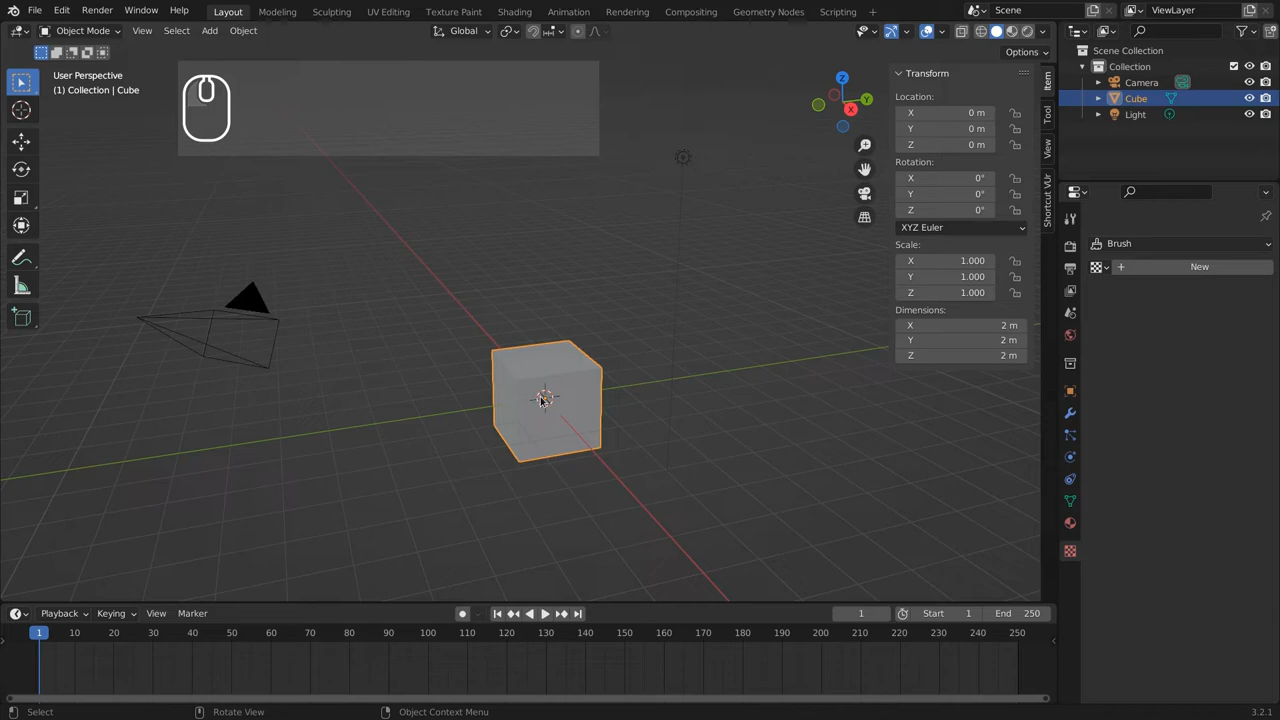 File Edit Render Window Help Layout Modeling Sculpting UV Editing Texture Paint Shading Animation Rendering Compositing Geometry Nodes Scripting + Scene ViewLayer
Object Mode View Select Add Object Global
Options
User Perspective
(1) Collection | Cube
Z
Y
X
Transform
Location:
X 0 m
Y 0 m
Z 0 m
Rotation:
X 0°
Y 0°
Z 0°
XYZ Euler
Scale:
X 1.000
Y 1.000
Z 1.000
Dimensions:
X 2 m
Y 2 m
Z 2 m
Item
Tool
View
Shortcut VUr
Scene Collection
Collection
Camera
Cube
Light
Brush
+ New
Playback Keying View Marker 1 Start 1 End 250
1 10 20 30 40 50 60 70 80 90 100 110 120 130 140 150 160 170 180 190 200 210 220 230 240 250
Select Rotate View Object Context Menu 3.2.1